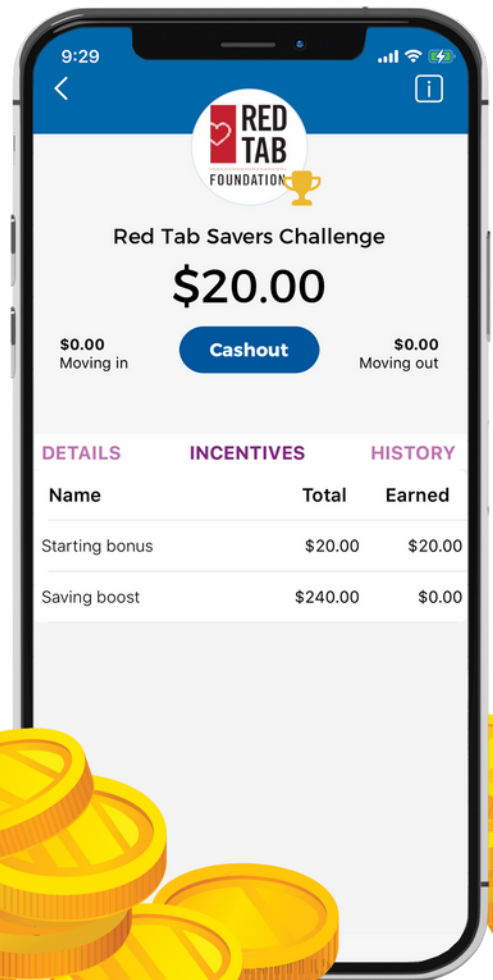 9:29
RED
TAB
FOUNDATION
Red Tab Savers Challenge
$20.00
$0.00
Moving in
Cashout
$0.00
Moving out
DETAILS INCENTIVES HISTORY
Name Total Earned
Starting bonus $20.00 $20.00
Saving boost $240.00 $0.00